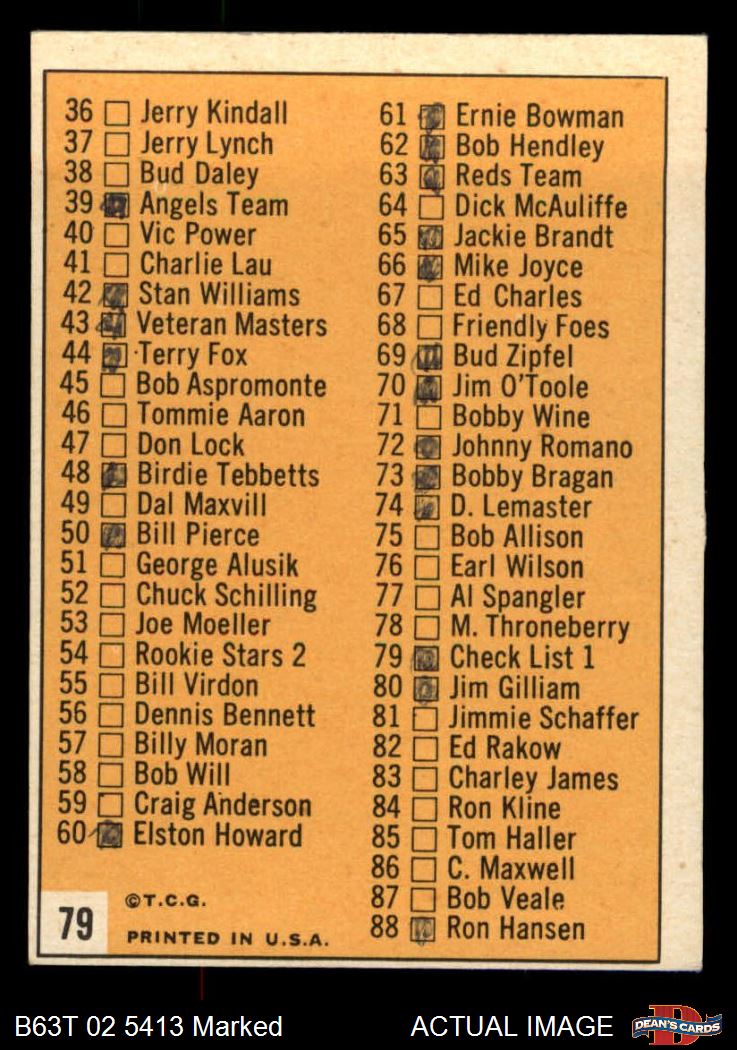 36 Jerry Kindall
37 Jerry Lynch
38 Bud Daley
39 Angels Team
40 Vic Power
41 Charlie Lau
42 Stan Williams
43 Veteran Masters
44 Terry Fox
45 Bob Aspromonte
46 Tommie Aaron
47 Don Lock
48 Birdie Tebbetts
49 Dal Maxvill
50 Bill Pierce
51 George Alusik
52 Chuck Schilling
53 Joe Moeller
54 Rookie Stars 2
55 Bill Virdon
56 Dennis Bennett
57 Billy Moran
58 Bob Will
59 Craig Anderson
60 Elston Howard
79
©T.C.G.
PRINTED IN U.S.A.
61 Ernie Bowman
62 Bob Hendley
63 Reds Team
64 Dick McAuliffe
65 Jackie Brandt
66 Mike Joyce
67 Ed Charles
68 Friendly Foes
69 Bud Zipfel
70 Jim O'Toole
71 Bobby Wine
72 Johnny Romano
73 Bobby Bragan
74 D. Lemaster
75 Bob Allison
76 Earl Wilson
77 Al Spangler
78 M. Throneberry
79 Check List 1
80 Jim Gilliam
81 Jimmie Schaffer
82 Ed Rakow
83 Charley James
84 Ron Kline
85 Tom Haller
86 C. Maxwell
87 Bob Veale
88 Ron Hansen
B63T 02 5413 Marked
ACTUAL IMAGE
D
DEAN'S CARDS